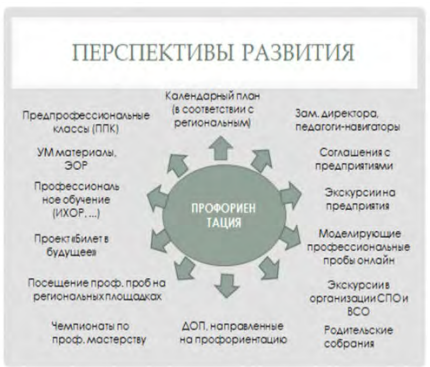 ПЕРСПЕКТИВЫ РАЗВИТИЯ
Календарный план
(в соответствии с
региональным)
Предпрофессиональные
классы (ППК)
Зам. директора,
педагоги-навигаторы
УМ материалы,
ЭОР
Соглашения с
предприятиями
Профессиональ
ное обучение
(ИХОР, ...)
Экскурсии на
предприятия
ПРОФОРИЕН
ТАЦИЯ
Проект «Билет в
будущее»
Моделирующие
профессиональные
пробы онлайн
Посещение проф. проб на
региональных площадках
Экскурсии в
организации СПО и
ВСО
Чемпионаты по
проф. мастерству
ДОП, направленные
на профориентацию
Родительские
собрания